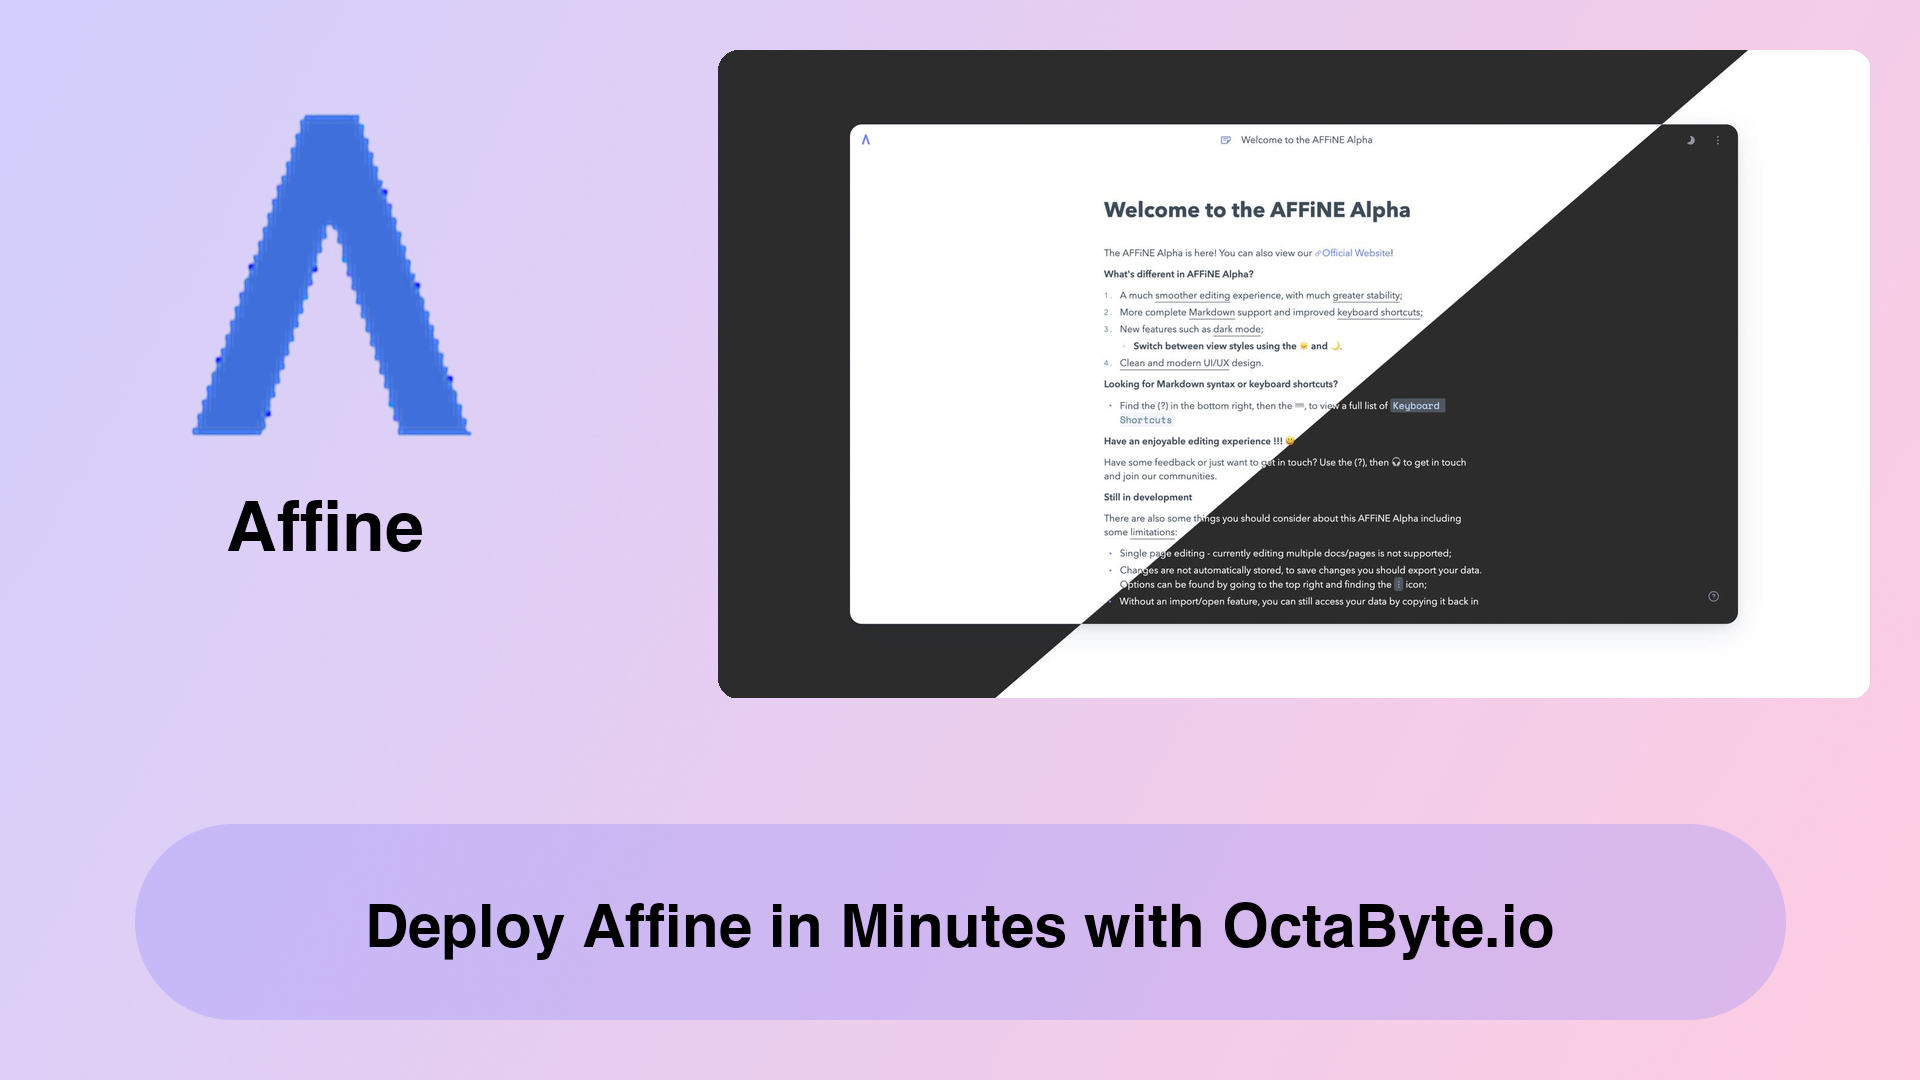 Affine
Welcome to the AFFiNE Alpha
Welcome to the AFFiNE Alpha
The AFFiNE Alpha is here! You can also view our Official Website!
What's different in AFFiNE Alpha?
1. A much smoother editing experience, with much greater stability;
2. More complete Markdown support and improved keyboard shortcuts;
3. New features such as dark mode;
◦ Switch between view styles using the ☀️ and 🌙.
4. Clean and modern UI/UX design.
Looking for Markdown syntax or keyboard shortcuts?
• Find the (?) in the bottom right, then the ⌨️, to view a full list of Keyboard
Shortcuts
Have an enjoyable editing experience !!! 😃
Have some feedback or just want to get in touch? Use the (?), then 🎧 to get in touch
and join our communities.
Still in development
There are also some things you should consider about this AFFiNE Alpha including
some limitations:
• Single page editing - currently editing multiple docs/pages is not supported;
• Changes are not automatically stored, to save changes you should export your data.
Options can be found by going to the top right and finding the ⋮ icon;
• Without an import/open feature, you can still access your data by copying it back in
Deploy Affine in Minutes with OctaByte.io